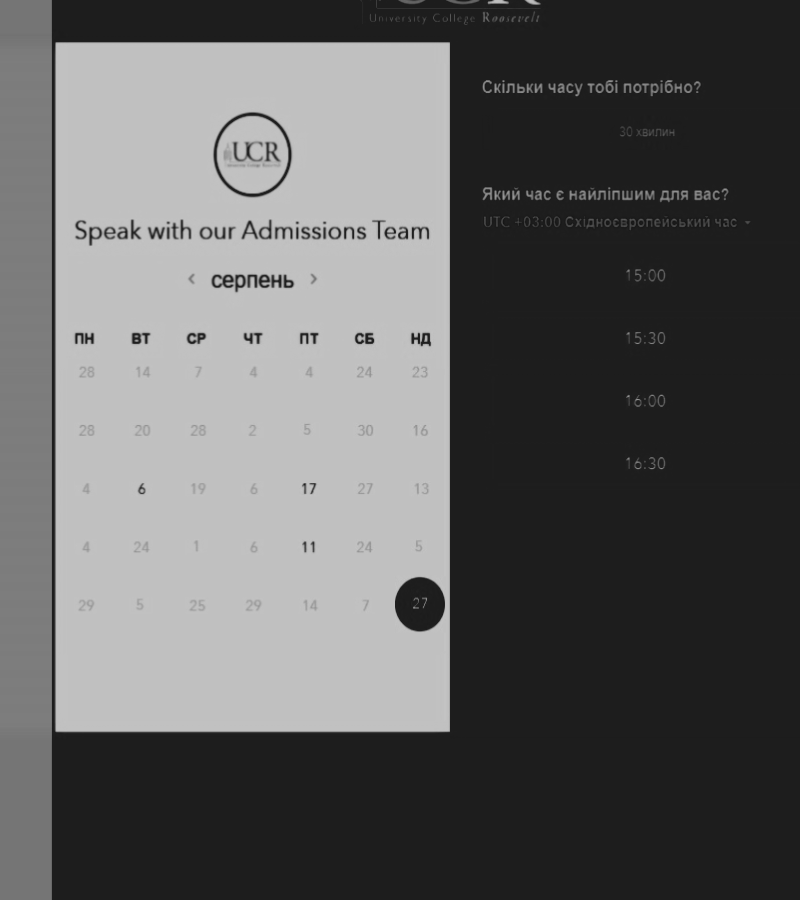 University College Roosevelt
UCR
Speak with our Admissions Team
< серпень >
ПН ВТ СР ЧТ ПТ СБ НД
28 14 7 4 4 24 23
28 20 28 2 5 30 16
4 6 19 6 17 27 13
4 24 1 6 11 24 5
29 5 25 29 14 7 27
Скільки часу тобі потрібно?
30 хвилин
Який час є найліпшим для вас?
UTC +03:00 Східноєвропейський час
15:00
15:30
16:00
16:30